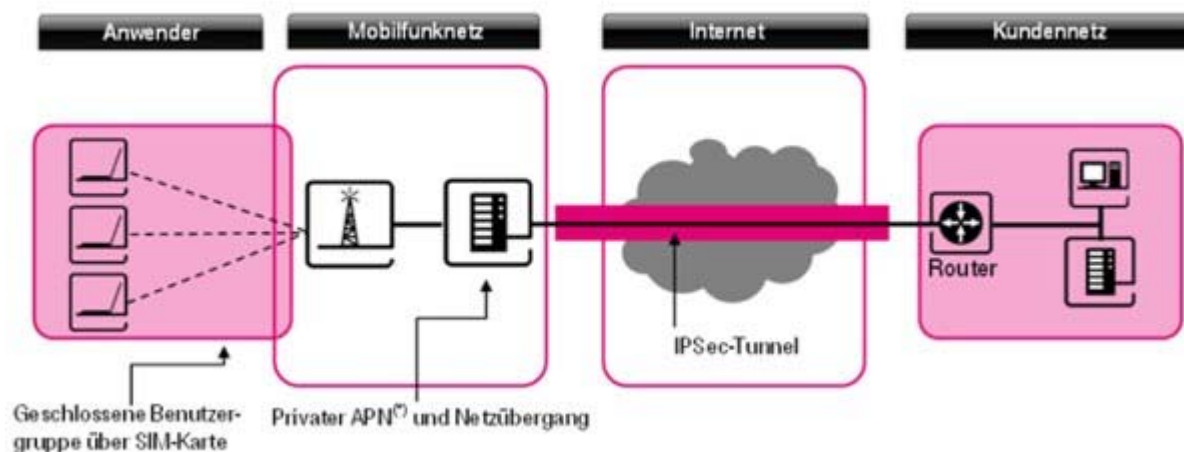 Anwender
Mobilfunknetz
Internet
Kundennetz
Router
IPSec-Tunnel
Geschlossene Benutzer-
gruppe über SIM-Karte
Privater APN(*) und Netzübergang